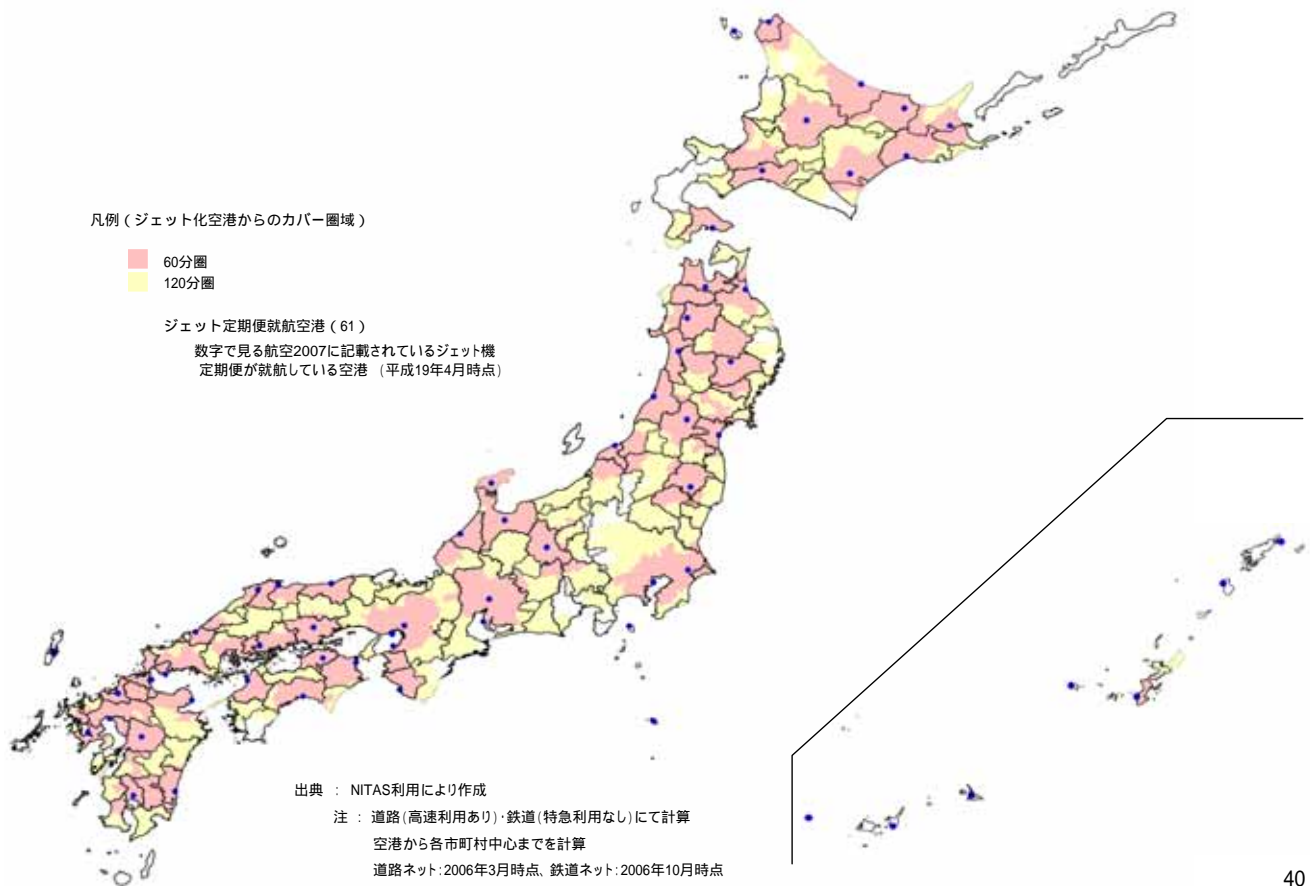 凡例（ジェット化空港からのカバー圏域）
60分圏
120分圏
ジェット定期便就航空港（61）
数字で見る航空2007に記載されているジェット機
定期便が就航している空港　(平成19年4月時点)
出典　：　NITAS利用により作成
注　：　道路(高速利用あり)・鉄道(特急利用なし)にて計算
空港から各市町村中心までを計算
道路ネット:2006年3月時点、鉄道ネット:2006年10月時点
40